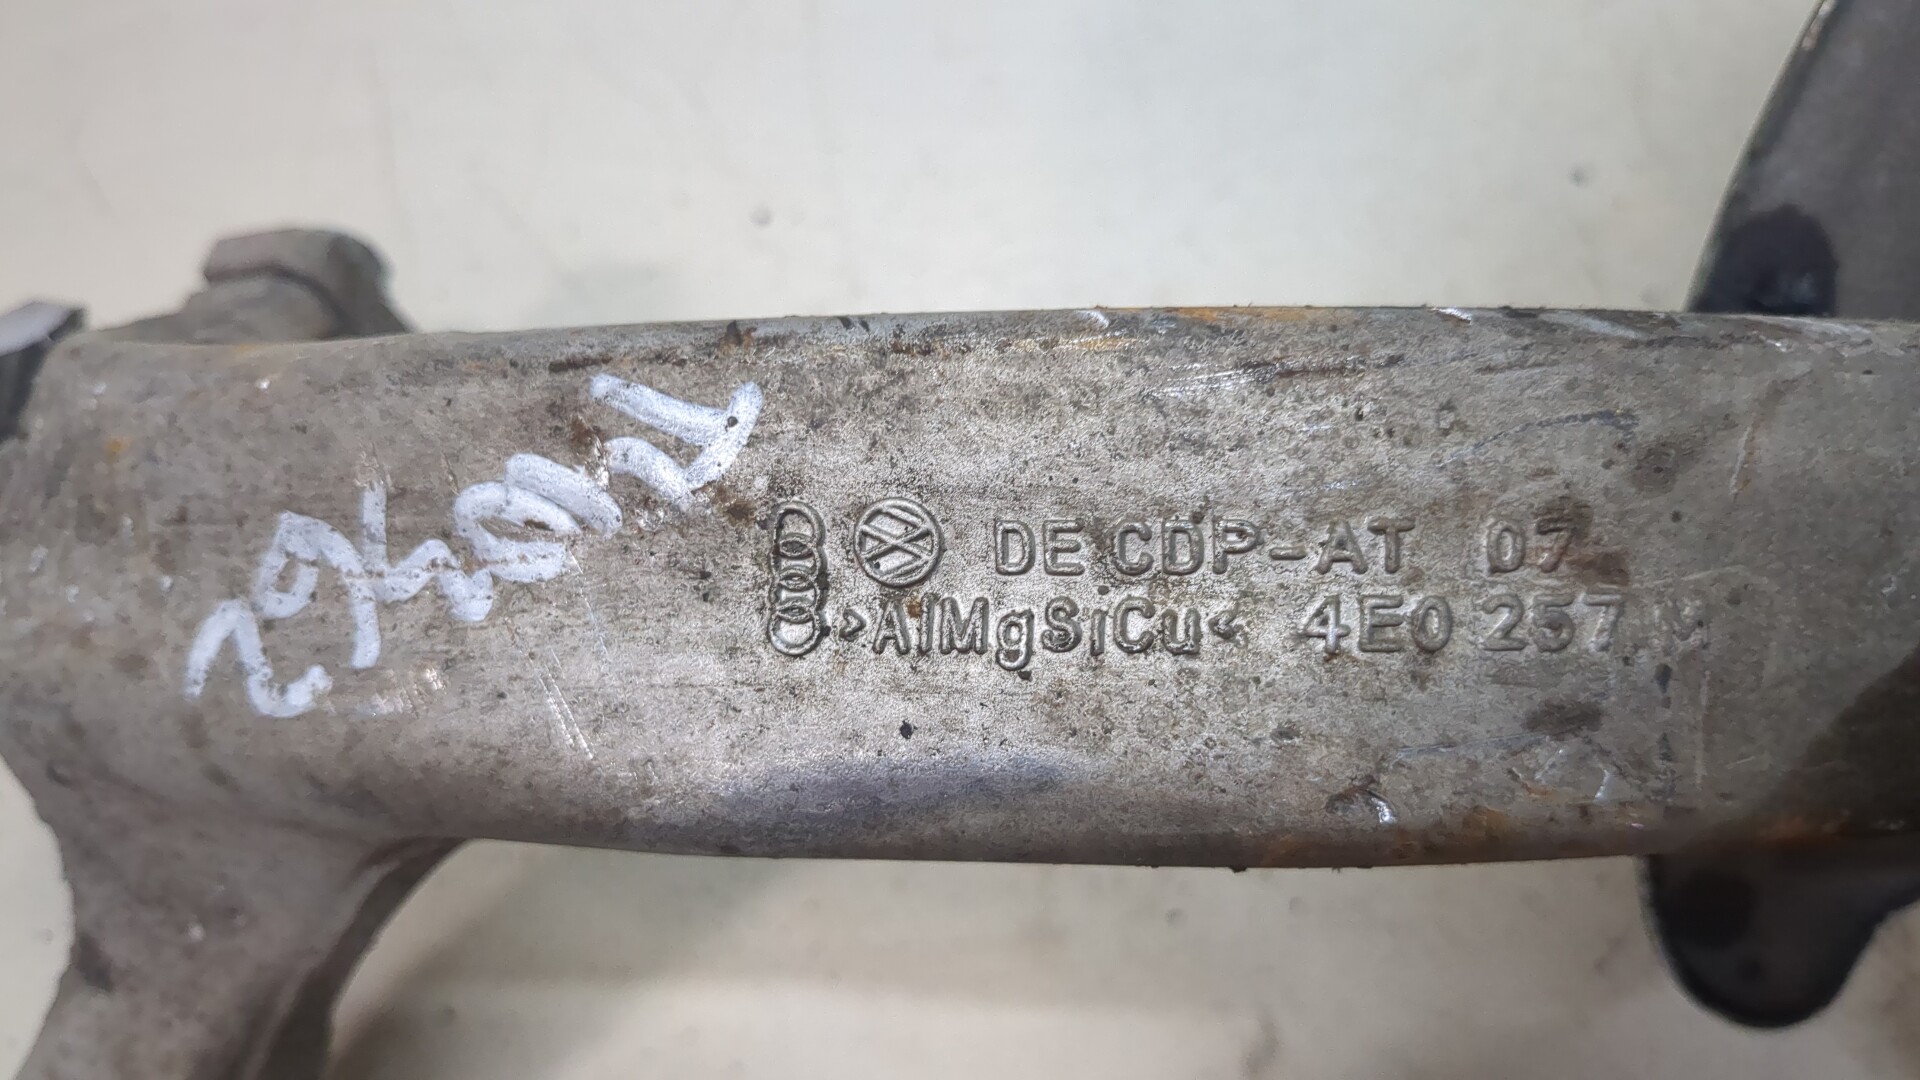 DE CDP-AT 07
>AlMgSiCu< 4E0 257 M